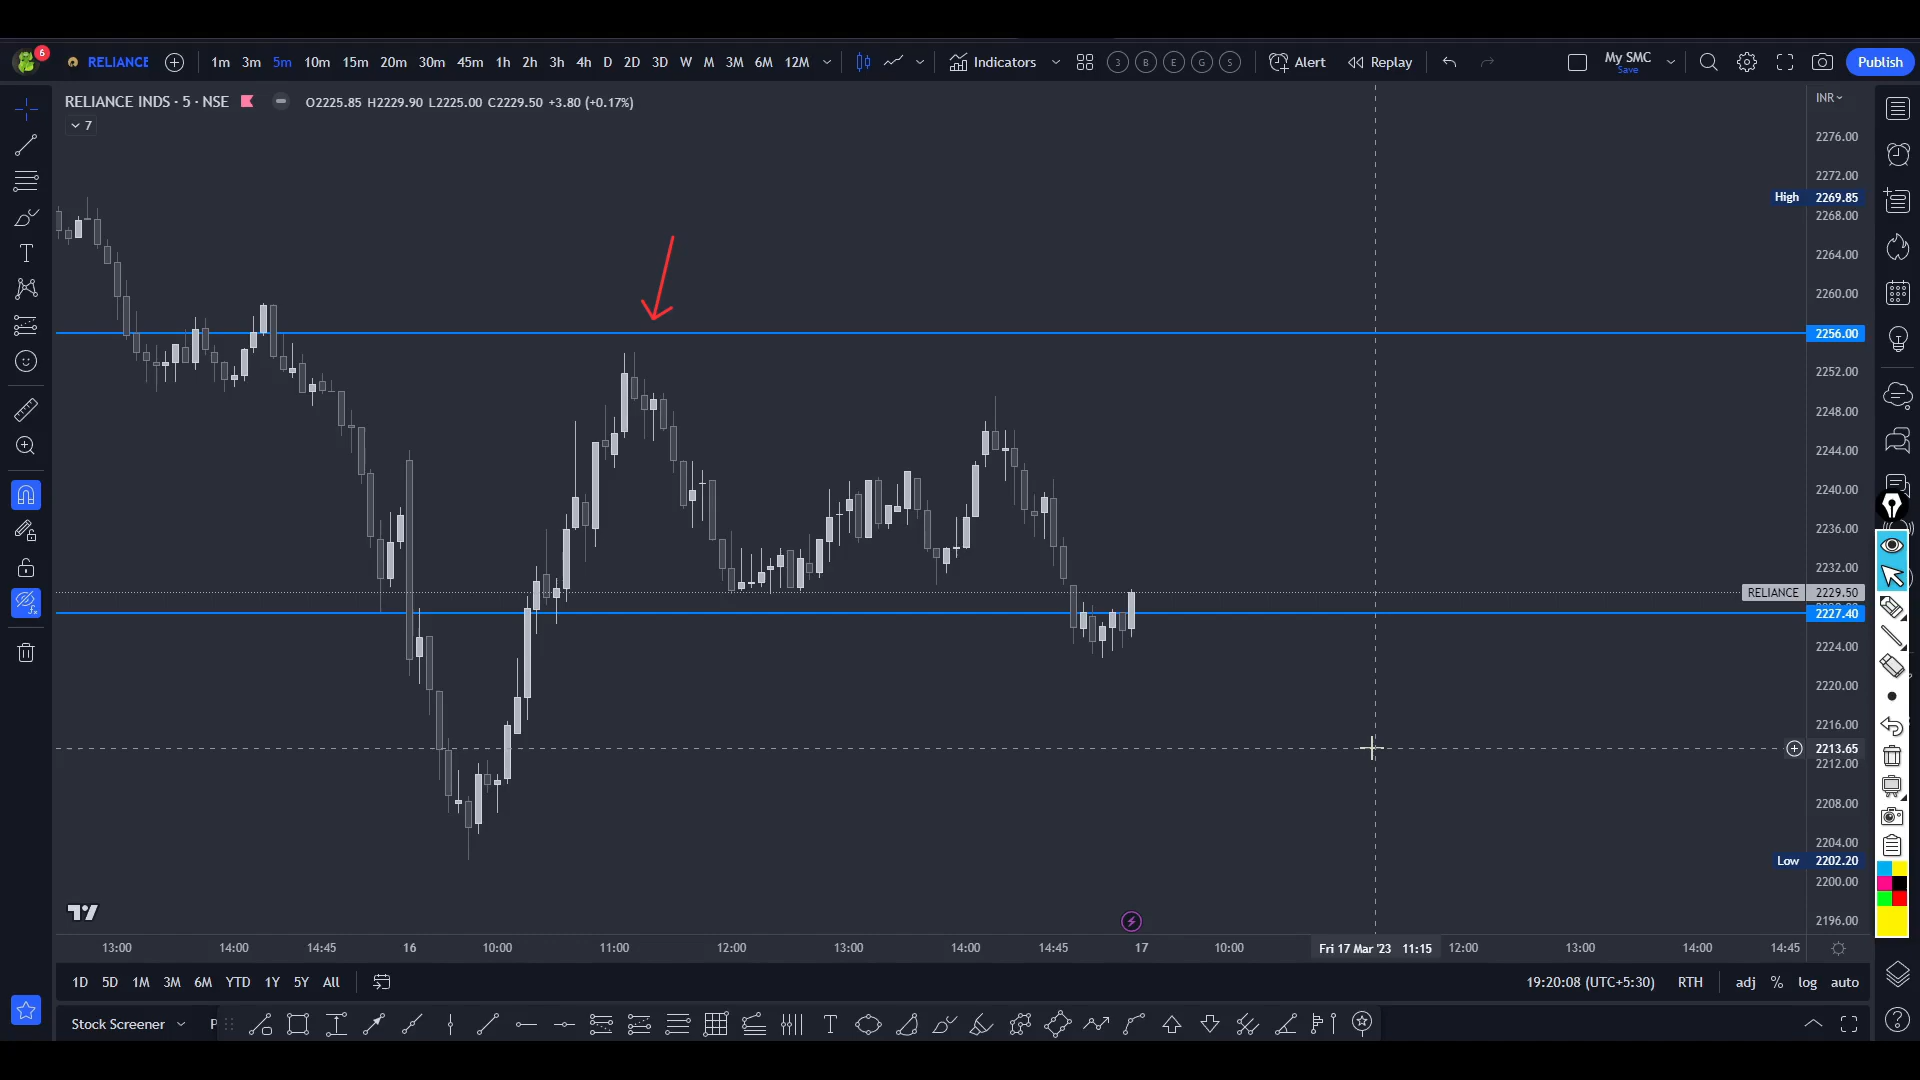 6
RELIANCE
1m 3m 5m 10m 15m 20m 30m 45m 1h 2h 3h 4h D 2D 3D W M 3M 6M 12M
Indicators
3 B E G S
Alert
Replay
My SMC
Save
Publish
RELIANCE INDS · 5 · NSE
O2225.85 H2229.90 L2225.00 C2229.50 +3.80 (+0.17%)
7
INR
2276.00
2272.00
High 2269.85
2268.00
2264.00
2260.00
2256.00
2252.00
2248.00
2244.00
2240.00
2236.00
2232.00
RELIANCE 2229.50
2227.40
2224.00
2220.00
2216.00
2213.65
2212.00
2208.00
2204.00
Low 2202.20
2200.00
2196.00
13:00 14:00 14:45 16 10:00 11:00 12:00 13:00 14:00 14:45 17 10:00 Fri 17 Mar '23 11:15 12:00 13:00 14:00 14:45
1D 5D 1M 3M 6M YTD 1Y 5Y All
19:20:08 (UTC+5:30) RTH adj % log auto
Stock Screener P